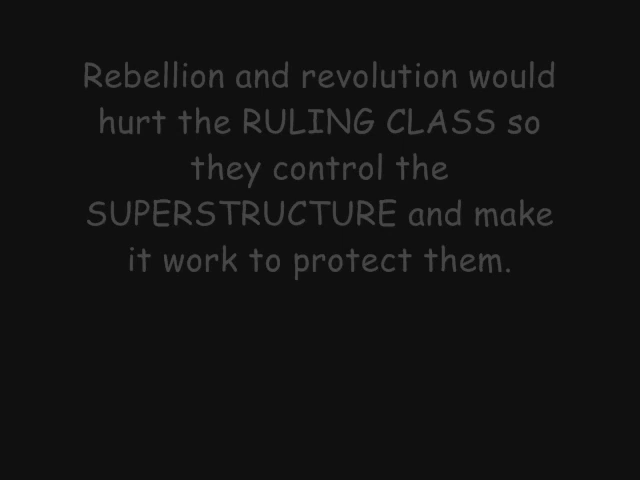 Rebellion and revolution would
hurt the RULING CLASS so
they control the
SUPERSTRUCTURE and make
it work to protect them.